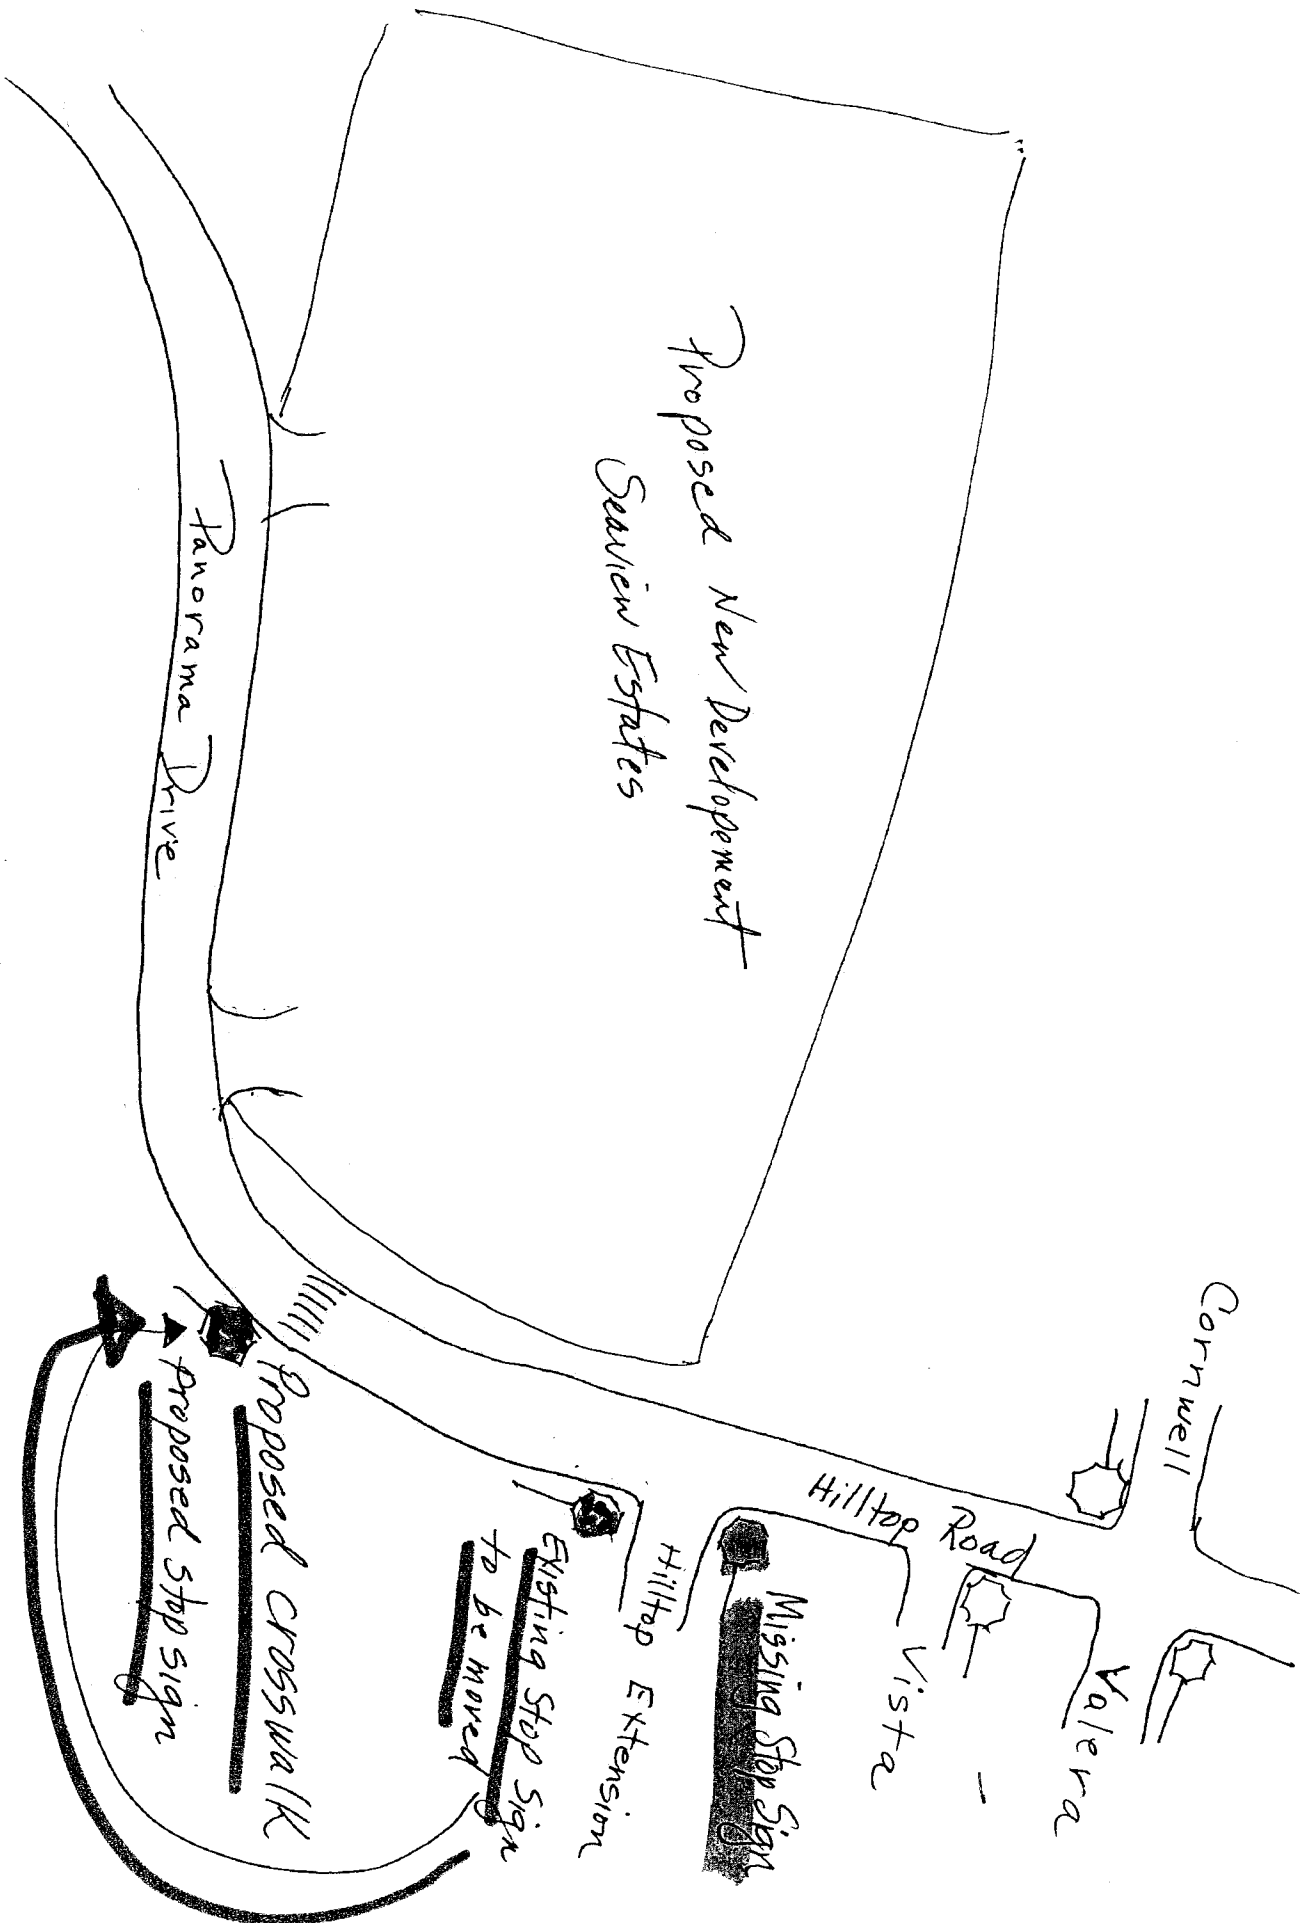 Proposed New Development
Seaview Estates
Panorama Drive
Cornwell
Hilltop Road
Valera
Vista
Missing Stop Sign
Hilltop Extension
Existing Stop Sign
to be moved
Proposed Crosswalk
Proposed Stop Sign